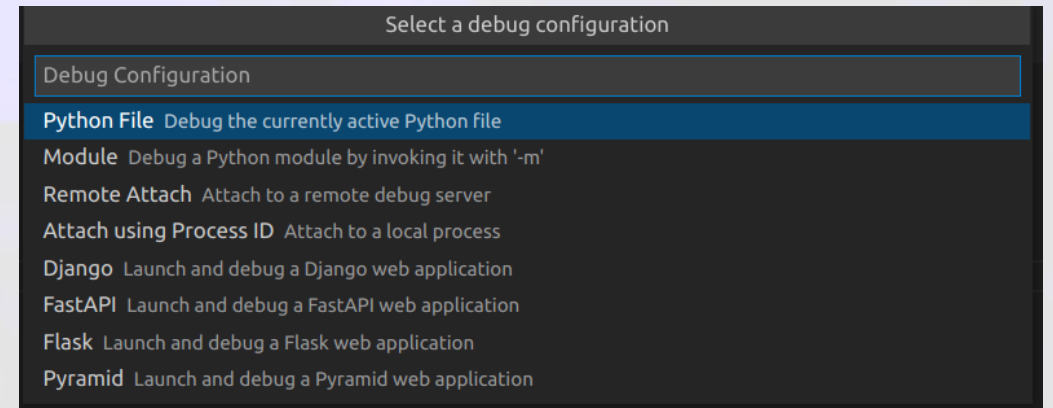 Select a debug configuration
Debug Configuration
Python File Debug the currently active Python file
Module Debug a Python module by invoking it with '-m'
Remote Attach Attach to a remote debug server
Attach using Process ID Attach to a local process
Django Launch and debug a Django web application
FastAPI Launch and debug a FastAPI web application
Flask Launch and debug a Flask web application
Pyramid Launch and debug a Pyramid web application